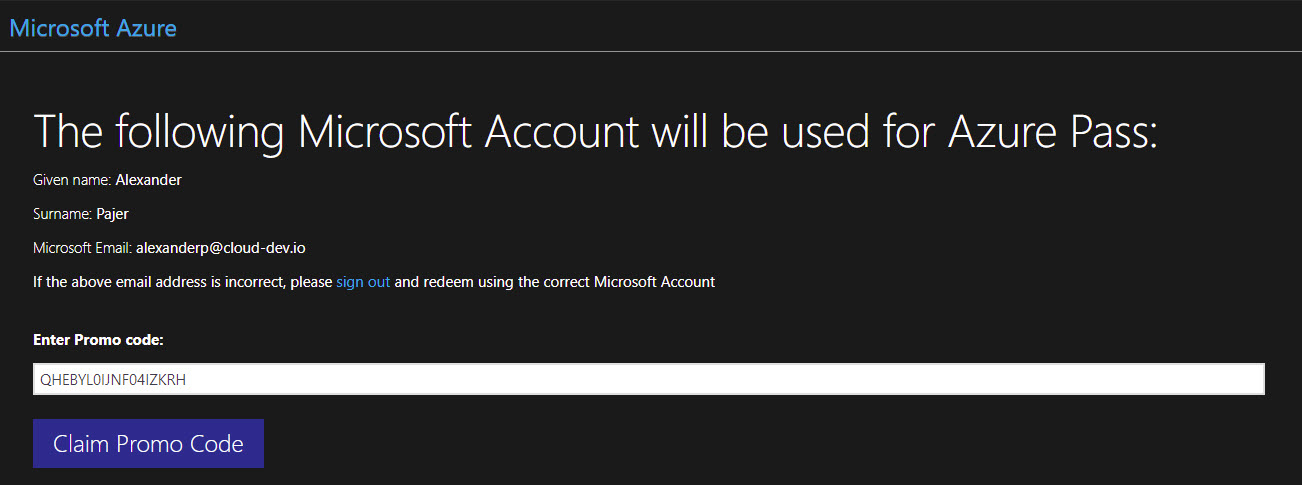 Microsoft Azure
The following Microsoft Account will be used for Azure Pass:
Given name: Alexander
Surname: Pajer
Microsoft Email: alexanderp@cloud-dev.io
If the above email address is incorrect, please sign out and redeem using the correct Microsoft Account
Enter Promo code:
QHEBYL0IJNF04IZKRH
Claim Promo Code